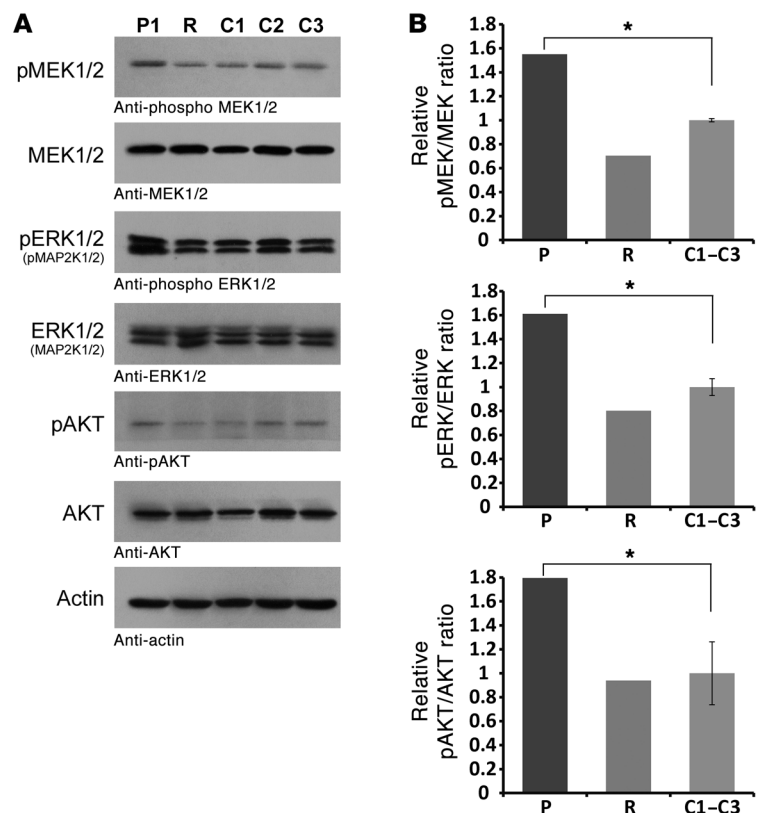 A
P1 R C1 C2 C3
pMEK1/2
Anti-phospho MEK1/2
MEK1/2
Anti-MEK1/2
pERK1/2
(pMAP2K1/2)
Anti-phospho ERK1/2
ERK1/2
(MAP2K1/2)
Anti-ERK1/2
pAKT
Anti-pAKT
AKT
Anti-AKT
Actin
Anti-actin
B
Relative
pMEK/MEK ratio
1.8
1.6
1.4
1.2
1
0.8
0.6
0.4
0.2
0
*
P R C1–C3
Relative
pERK/ERK ratio
1.8
1.6
1.4
1.2
1
0.8
0.6
0.4
0.2
0
*
P R C1–C3
Relative
pAKT/AKT ratio
1.8
1.6
1.4
1.2
1
0.8
0.6
0.4
0.2
0
*
P R C1–C3